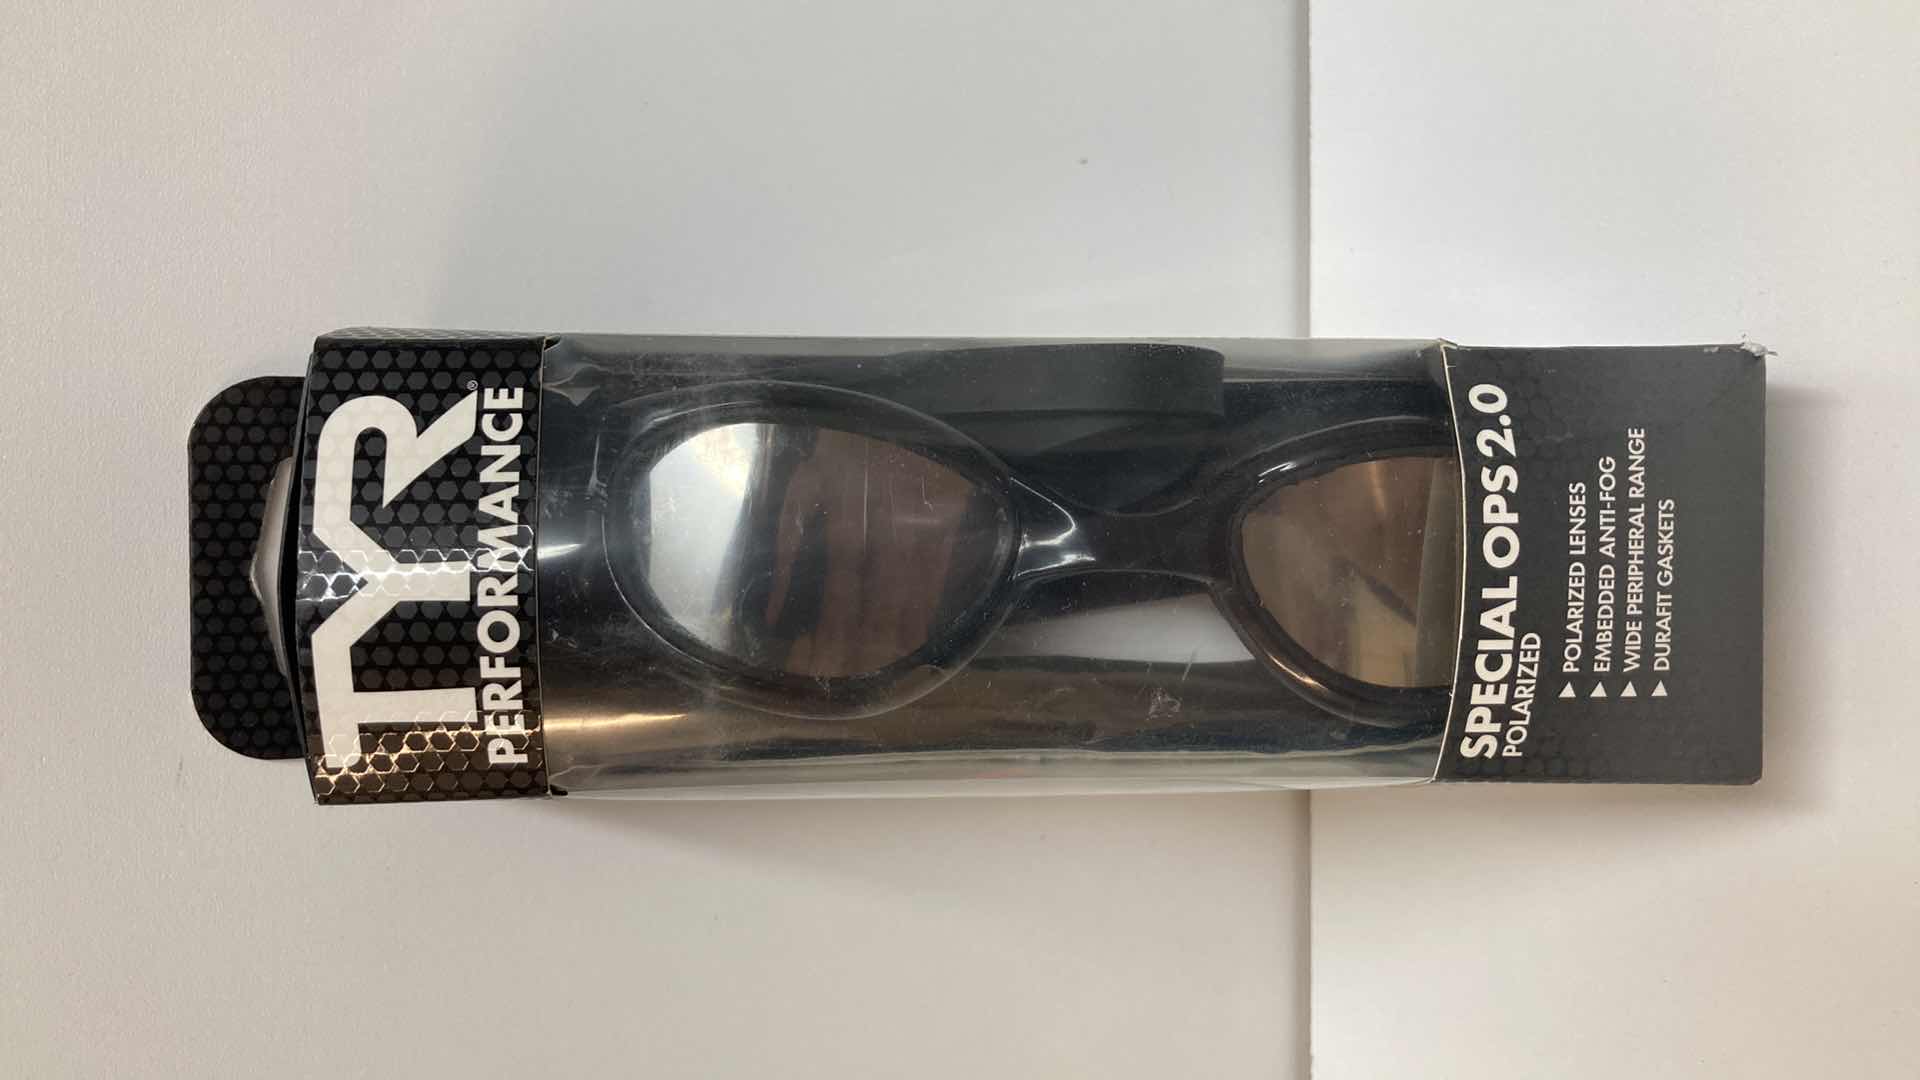 TYR®
PERFORMANCE
SPECIAL OPS 2.0
POLARIZED
▶ POLARIZED LENSES
▶ EMBEDDED ANTI-FOG
▶ WIDE PERIPHERAL RANGE
▶ DURAFIT GASKETS